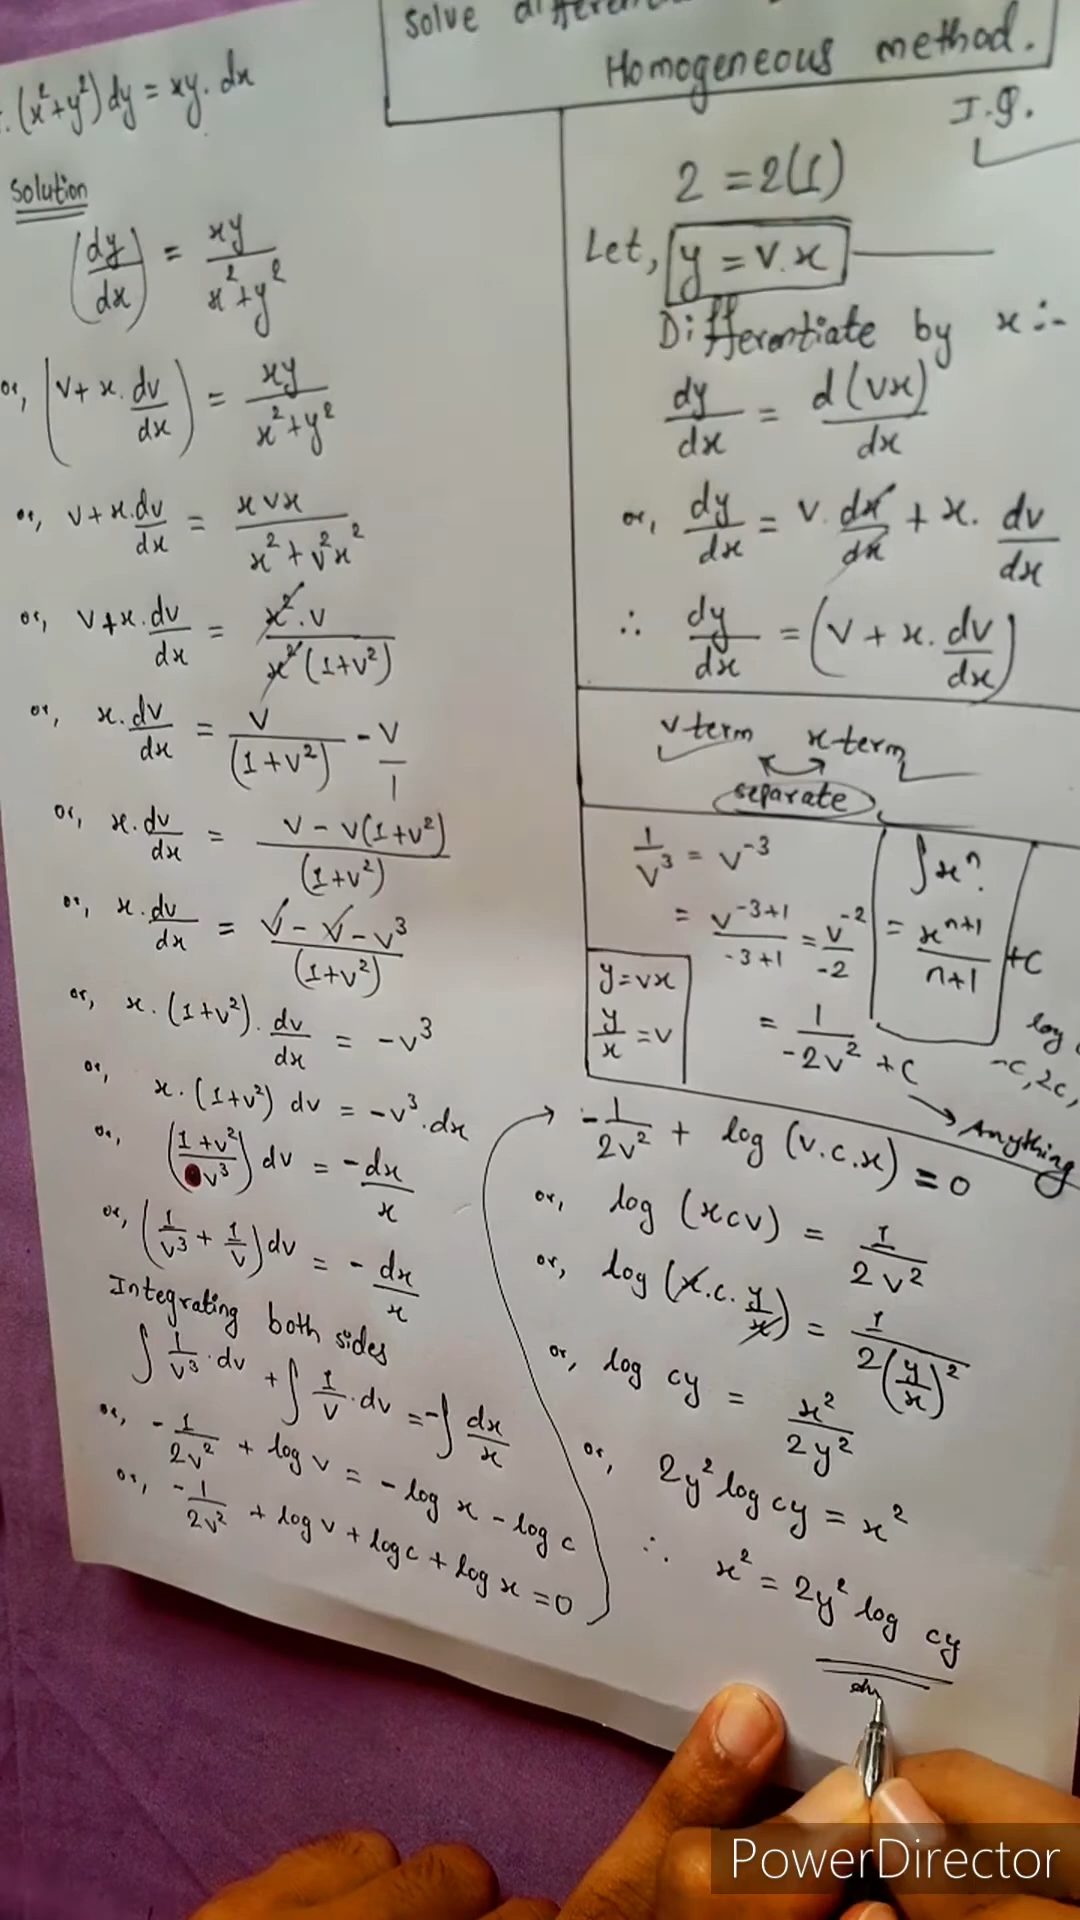 solve
Homogeneous method.
(x²+y²)dy = xy.dx
Solution
(dy/dx) = xy/(x²+y²)
or, (v+x.dv/dx) = xy/(x²+y²)
or, v+x.dv/dx = xvx/(x²+v²x²)
or, v+x.dv/dx = x².v/(x²(1+v²))
or, x.dv/dx = v/(1+v²) - v/1
or, x.dv/dx = (v-v(1+v²))/(1+v²)
or, x.dv/dx = (v-v-v³)/(1+v²)
or, x.(1+v²).dv/dx = -v³
or, x.(1+v²) dv = -v³.dx
or, ((1+v²)/v³) dv = -dx/x
or, (1/v³ + 1/v) dv = -dx/x
Integrating both sides
∫1/v³.dv + ∫1/v.dv = -∫dx/x
or, -1/2v² + log v = -log x - log c
or, -1/2v² + log v + log c + log x = 0
2 = 2(1)
Let, y = v.x
Differentiate by x :-
dy/dx = d(vx)/dx
or, dy/dx = v.dx/dx + x.dv/dx
∴ dy/dx = (v + x.dv/dx)
v term x term
separate
1/v³ = v⁻³
= v⁻³⁺¹/-3+1 = v⁻²/-2
= 1/-2v² + C
∫xⁿ
= xⁿ⁺¹/n+1 + C
y = vx
y/x = v
log
-c, 2c,
Anything
-1/2v² + log (v.c.x) = 0
or, log (xcv) = 1/2v²
or, log (x.c.y/x) = 1/2(y/x)²
or, log cy = x²/2y²
or, 2y² log cy = x²
∴ x² = 2y² log cy
PowerDirector